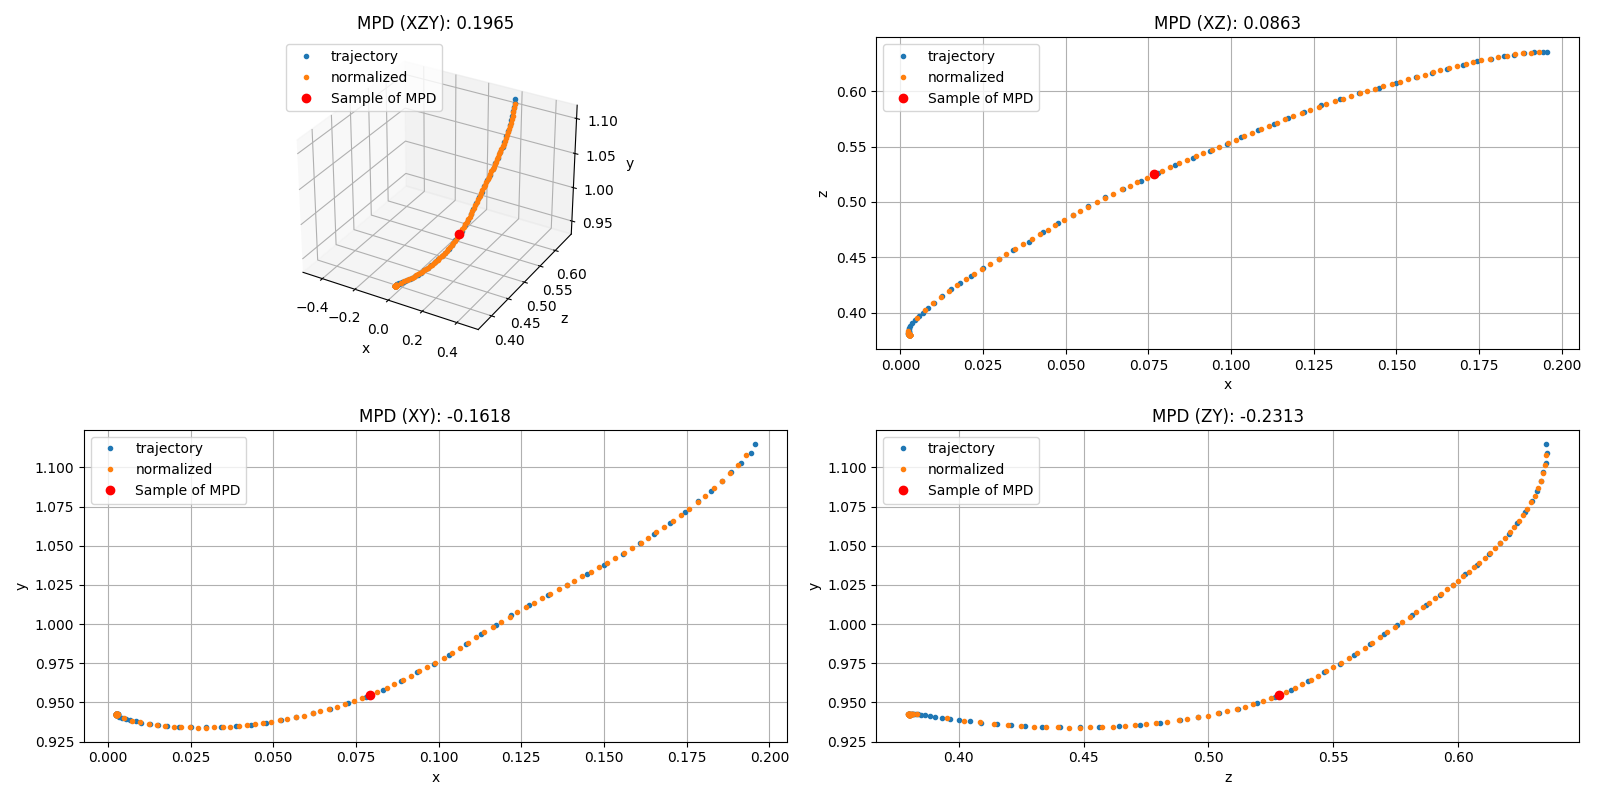 MPD (XZY): 0.1965
trajectory
normalized
Sample of MPD
1.10
1.05
1.00
0.95
y
−0.4
−0.2
0.0
0.2
0.4
x
0.40
0.45
0.50
0.55
0.60
z
MPD (XZ): 0.0863
trajectory
normalized
Sample of MPD
0.60
0.55
0.50
0.45
0.40
z
0.000
0.025
0.050
0.075
0.100
0.125
0.150
0.175
0.200
x
MPD (XY): -0.1618
trajectory
normalized
Sample of MPD
1.100
1.075
1.050
1.025
1.000
0.975
0.950
0.925
y
0.000
0.025
0.050
0.075
0.100
0.125
0.150
0.175
0.200
x
MPD (ZY): -0.2313
trajectory
normalized
Sample of MPD
1.100
1.075
1.050
1.025
1.000
0.975
0.950
0.925
y
0.40
0.45
0.50
0.55
0.60
z